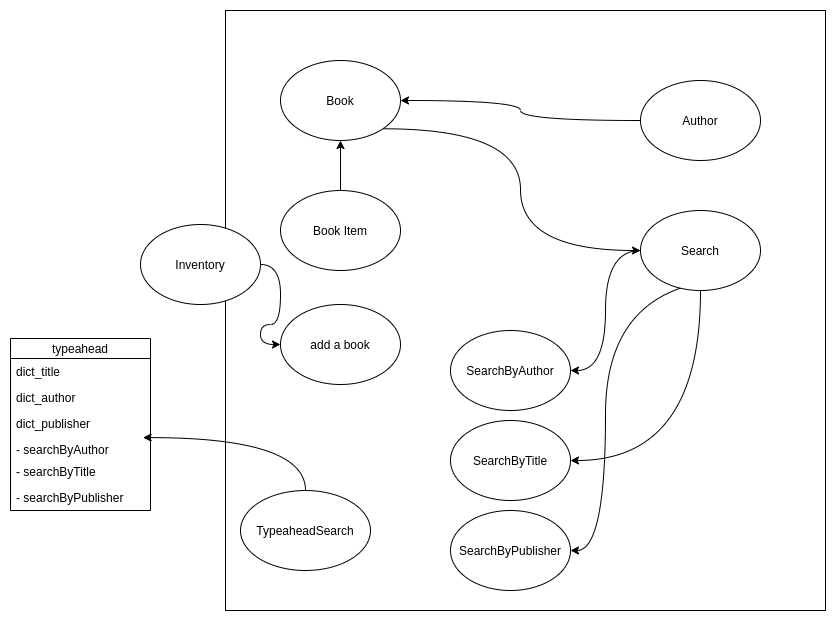 Book
Author
Book Item
Search
Inventory
add a book
typeahead
dict_title
dict_author
dict_publisher
- searchByAuthor
- searchByTitle
- searchByPublisher
SearchByAuthor
SearchByTitle
TypeaheadSearch
SearchByPublisher